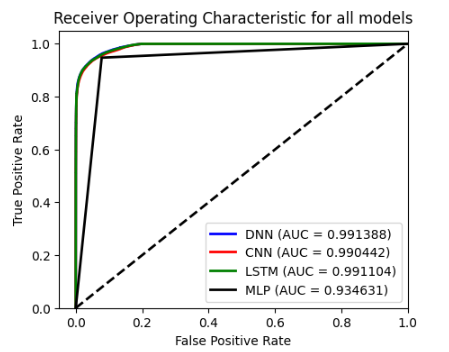 Receiver Operating Characteristic for all models
1.0
0.8
0.6
0.4
0.2
0.0
True Positive Rate
DNN (AUC = 0.991388)
CNN (AUC = 0.990442)
LSTM (AUC = 0.991104)
MLP (AUC = 0.934631)
0.0 0.2 0.4 0.6 0.8 1.0
False Positive Rate